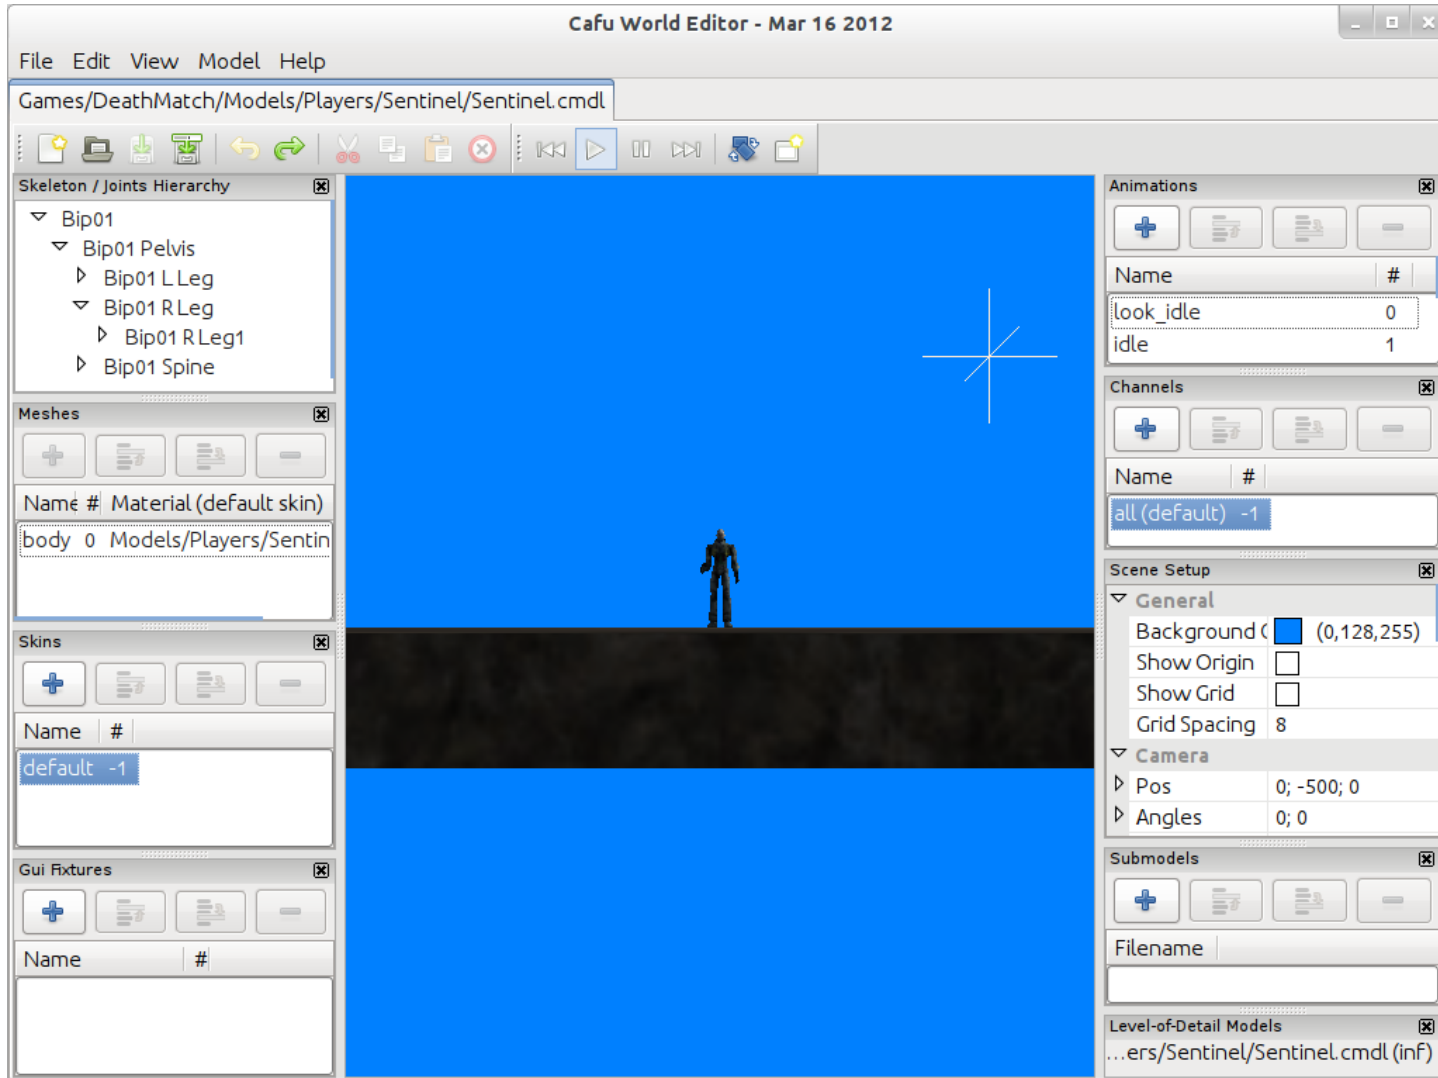 Cafu World Editor - Mar 16 2012
File Edit View Model Help
Games/DeathMatch/Models/Players/Sentinel/Sentinel.cmdl
Skeleton / Joints Hierarchy
Bip01
Bip01 Pelvis
Bip01 L Leg
Bip01 R Leg
Bip01 R Leg1
Bip01 Spine
Meshes
Name # Material (default skin)
body 0 Models/Players/Sentin
Skins
Name #
default -1
Gui Fixtures
Name #
Animations
Name #
look_idle 0
idle 1
Channels
Name #
all (default) -1
Scene Setup
General
Background C (0,128,255)
Show Origin
Show Grid
Grid Spacing 8
Camera
Pos 0; -500; 0
Angles 0; 0
Submodels
Filename
Level-of-Detail Models
...ers/Sentinel/Sentinel.cmdl (inf)